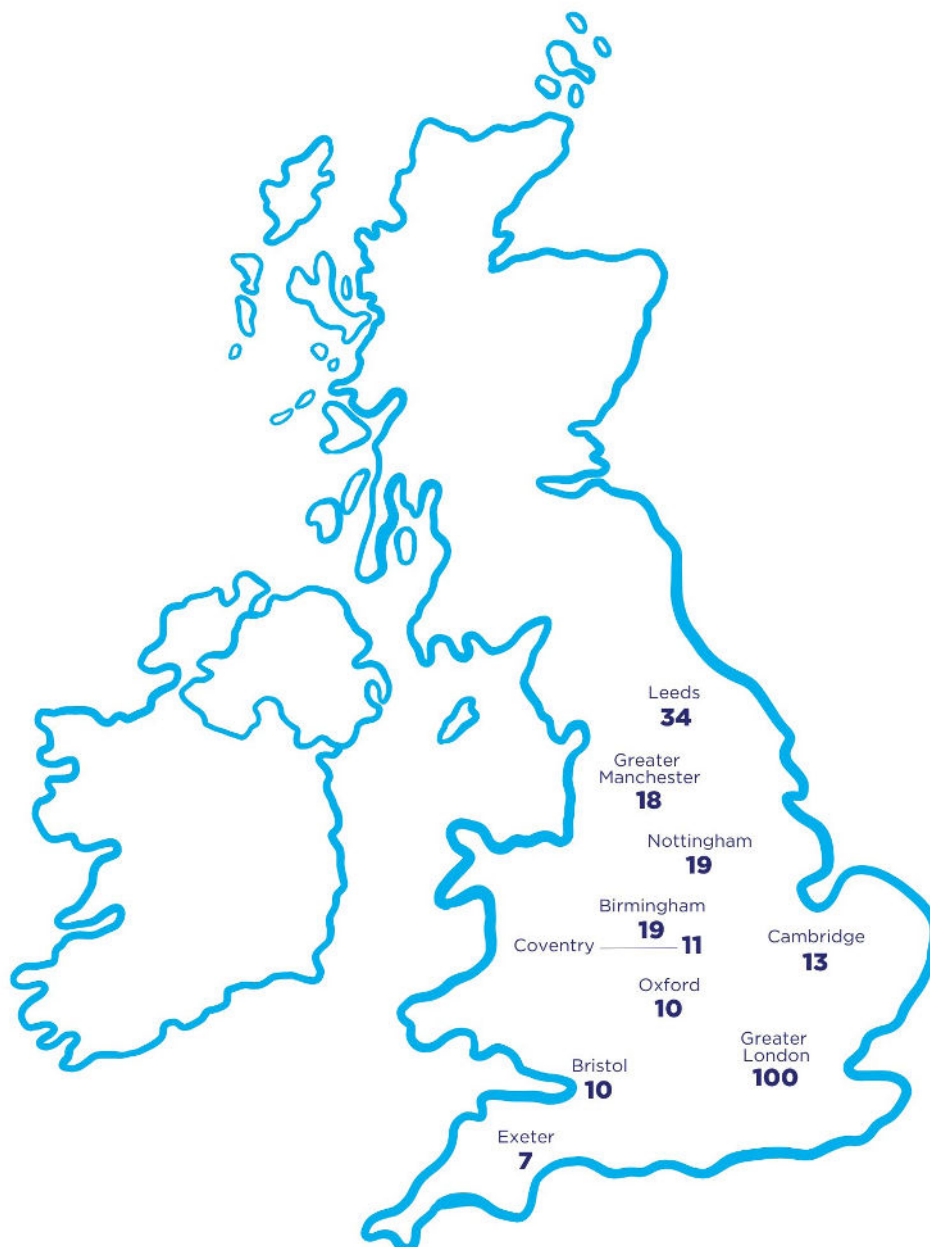 Leeds
34
Greater
Manchester
18
Nottingham
19
Birmingham
19
Coventry 11
Cambridge
13
Oxford
10
Greater
London
100
Bristol
10
Exeter
7